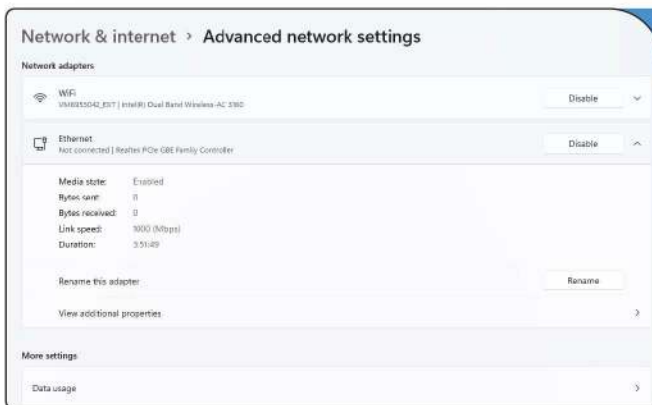 Network & internet > Advanced network settings
Network adapters
WiFi
VM6955042_EXT | Intel(R) Dual Band Wireless-AC 3160
Disable
Ethernet
Not connected | Realtek PCIe GBE Family Controller
Disable
Media state: Enabled
Bytes sent: 0
Bytes received: 0
Link speed: 1000 (Mbps)
Duration: 3:51:49
Rename this adapter
Rename
View additional properties
More settings
Data usage